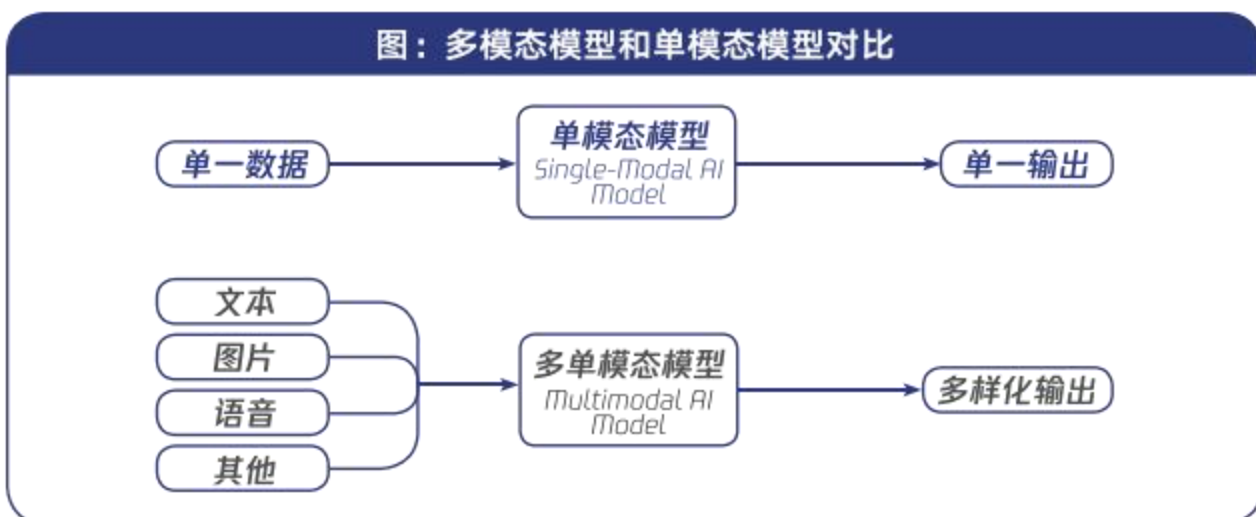 图：多模态模型和单模态模型对比
单一数据
单模态模型
Single-Modal AI
Model
单一输出
文本
图片
语音
其他
多单模态模型
Multimodal AI
Model
多样化输出